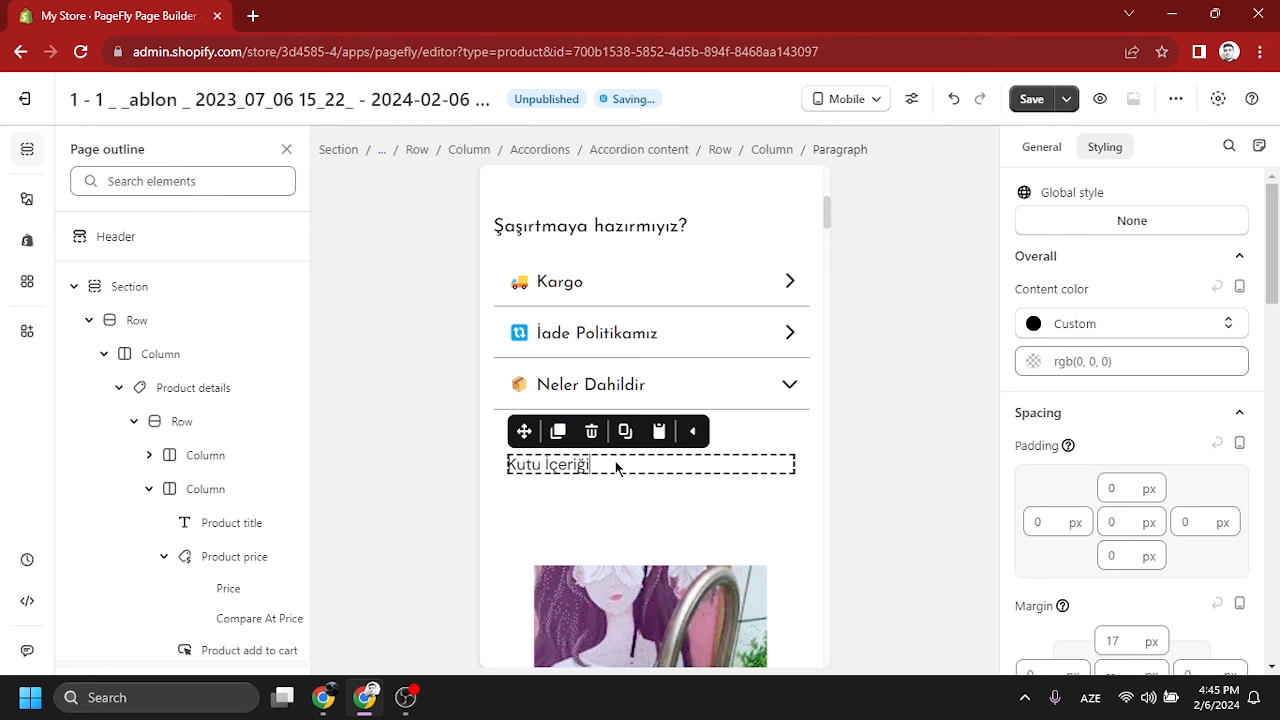 My Store · PageFly Page Builder
admin.shopify.com/store/3d4585-4/apps/pagefly/editor?type=product&id=700b1538-5852-4d5b-894f-8468aa143097
1 - 1 _ _ablon _ 2023_07_06 15_22_ - 2024-02-06 ...
Unpublished
Saving...
Mobile
Save
Page outline
Section / ... / Row / Column / Accordions / Accordion content / Row / Column / Paragraph
General
Styling
Search elements
Global style
None
Header
Şaşırtmaya hazırmıyız?
Overall
Section
Kargo
Content color
Row
Custom
İade Politikamız
Column
rgb(0, 0, 0)
Product details
Neler Dahildir
Row
Spacing
Padding
Column
Kutu İçeriği
0 px
Column
0 px
0 px
0 px
Product title
Product price
0 px
Price
Margin
Compare At Price
17 px
Product add to cart
Search
AZE
4:45 PM
2/6/2024